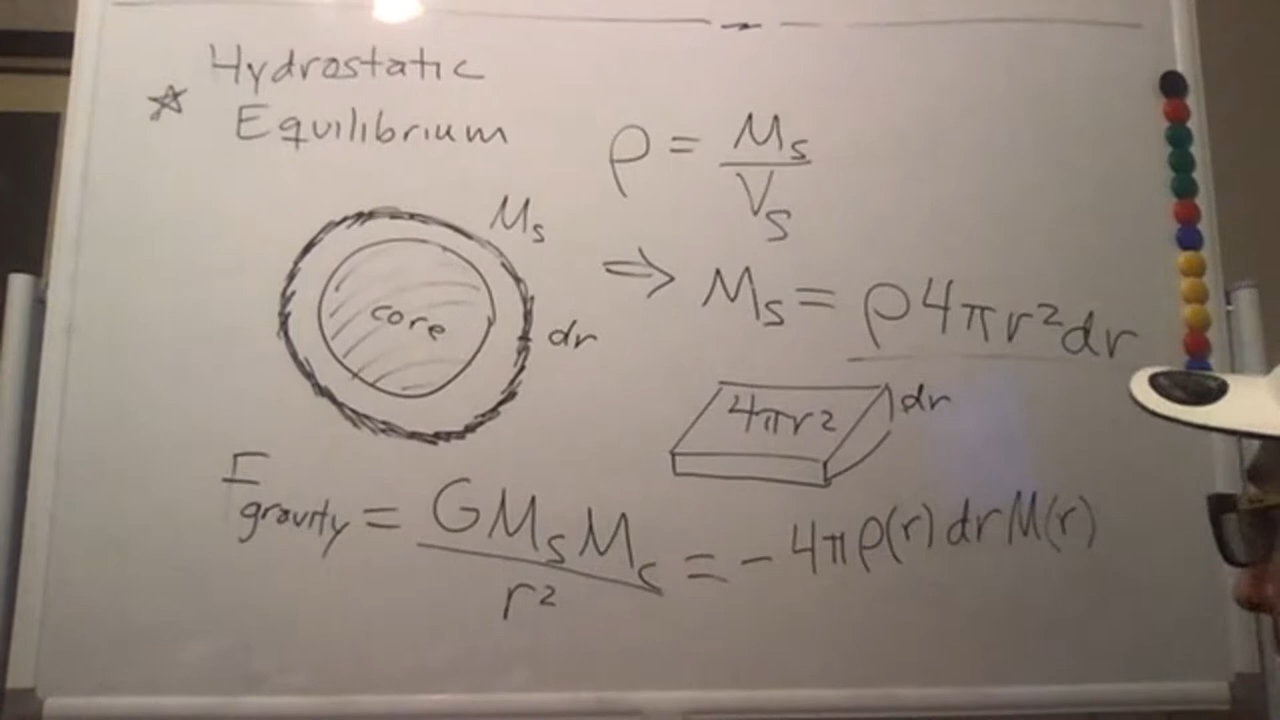 Hydrostatic
☆ Equilibrium
ρ = Ms / Vs
Ms
⇒ Ms = ρ4πr²dr
core
dr
4πr²
dr
Fgravity = GMsMc / r² = -4πρ(r)drM(r)